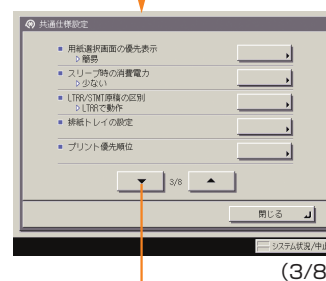 共通仕様設定
用紙選択画面の優先表示
▷簡易
スリープ時の消費電力
▷少ない
LTRR/STMT原稿の区別
▷LTRRで動作
排紙トレイの設定
プリント優先順位
3/8
閉じる
システム状況/中止
(3/8